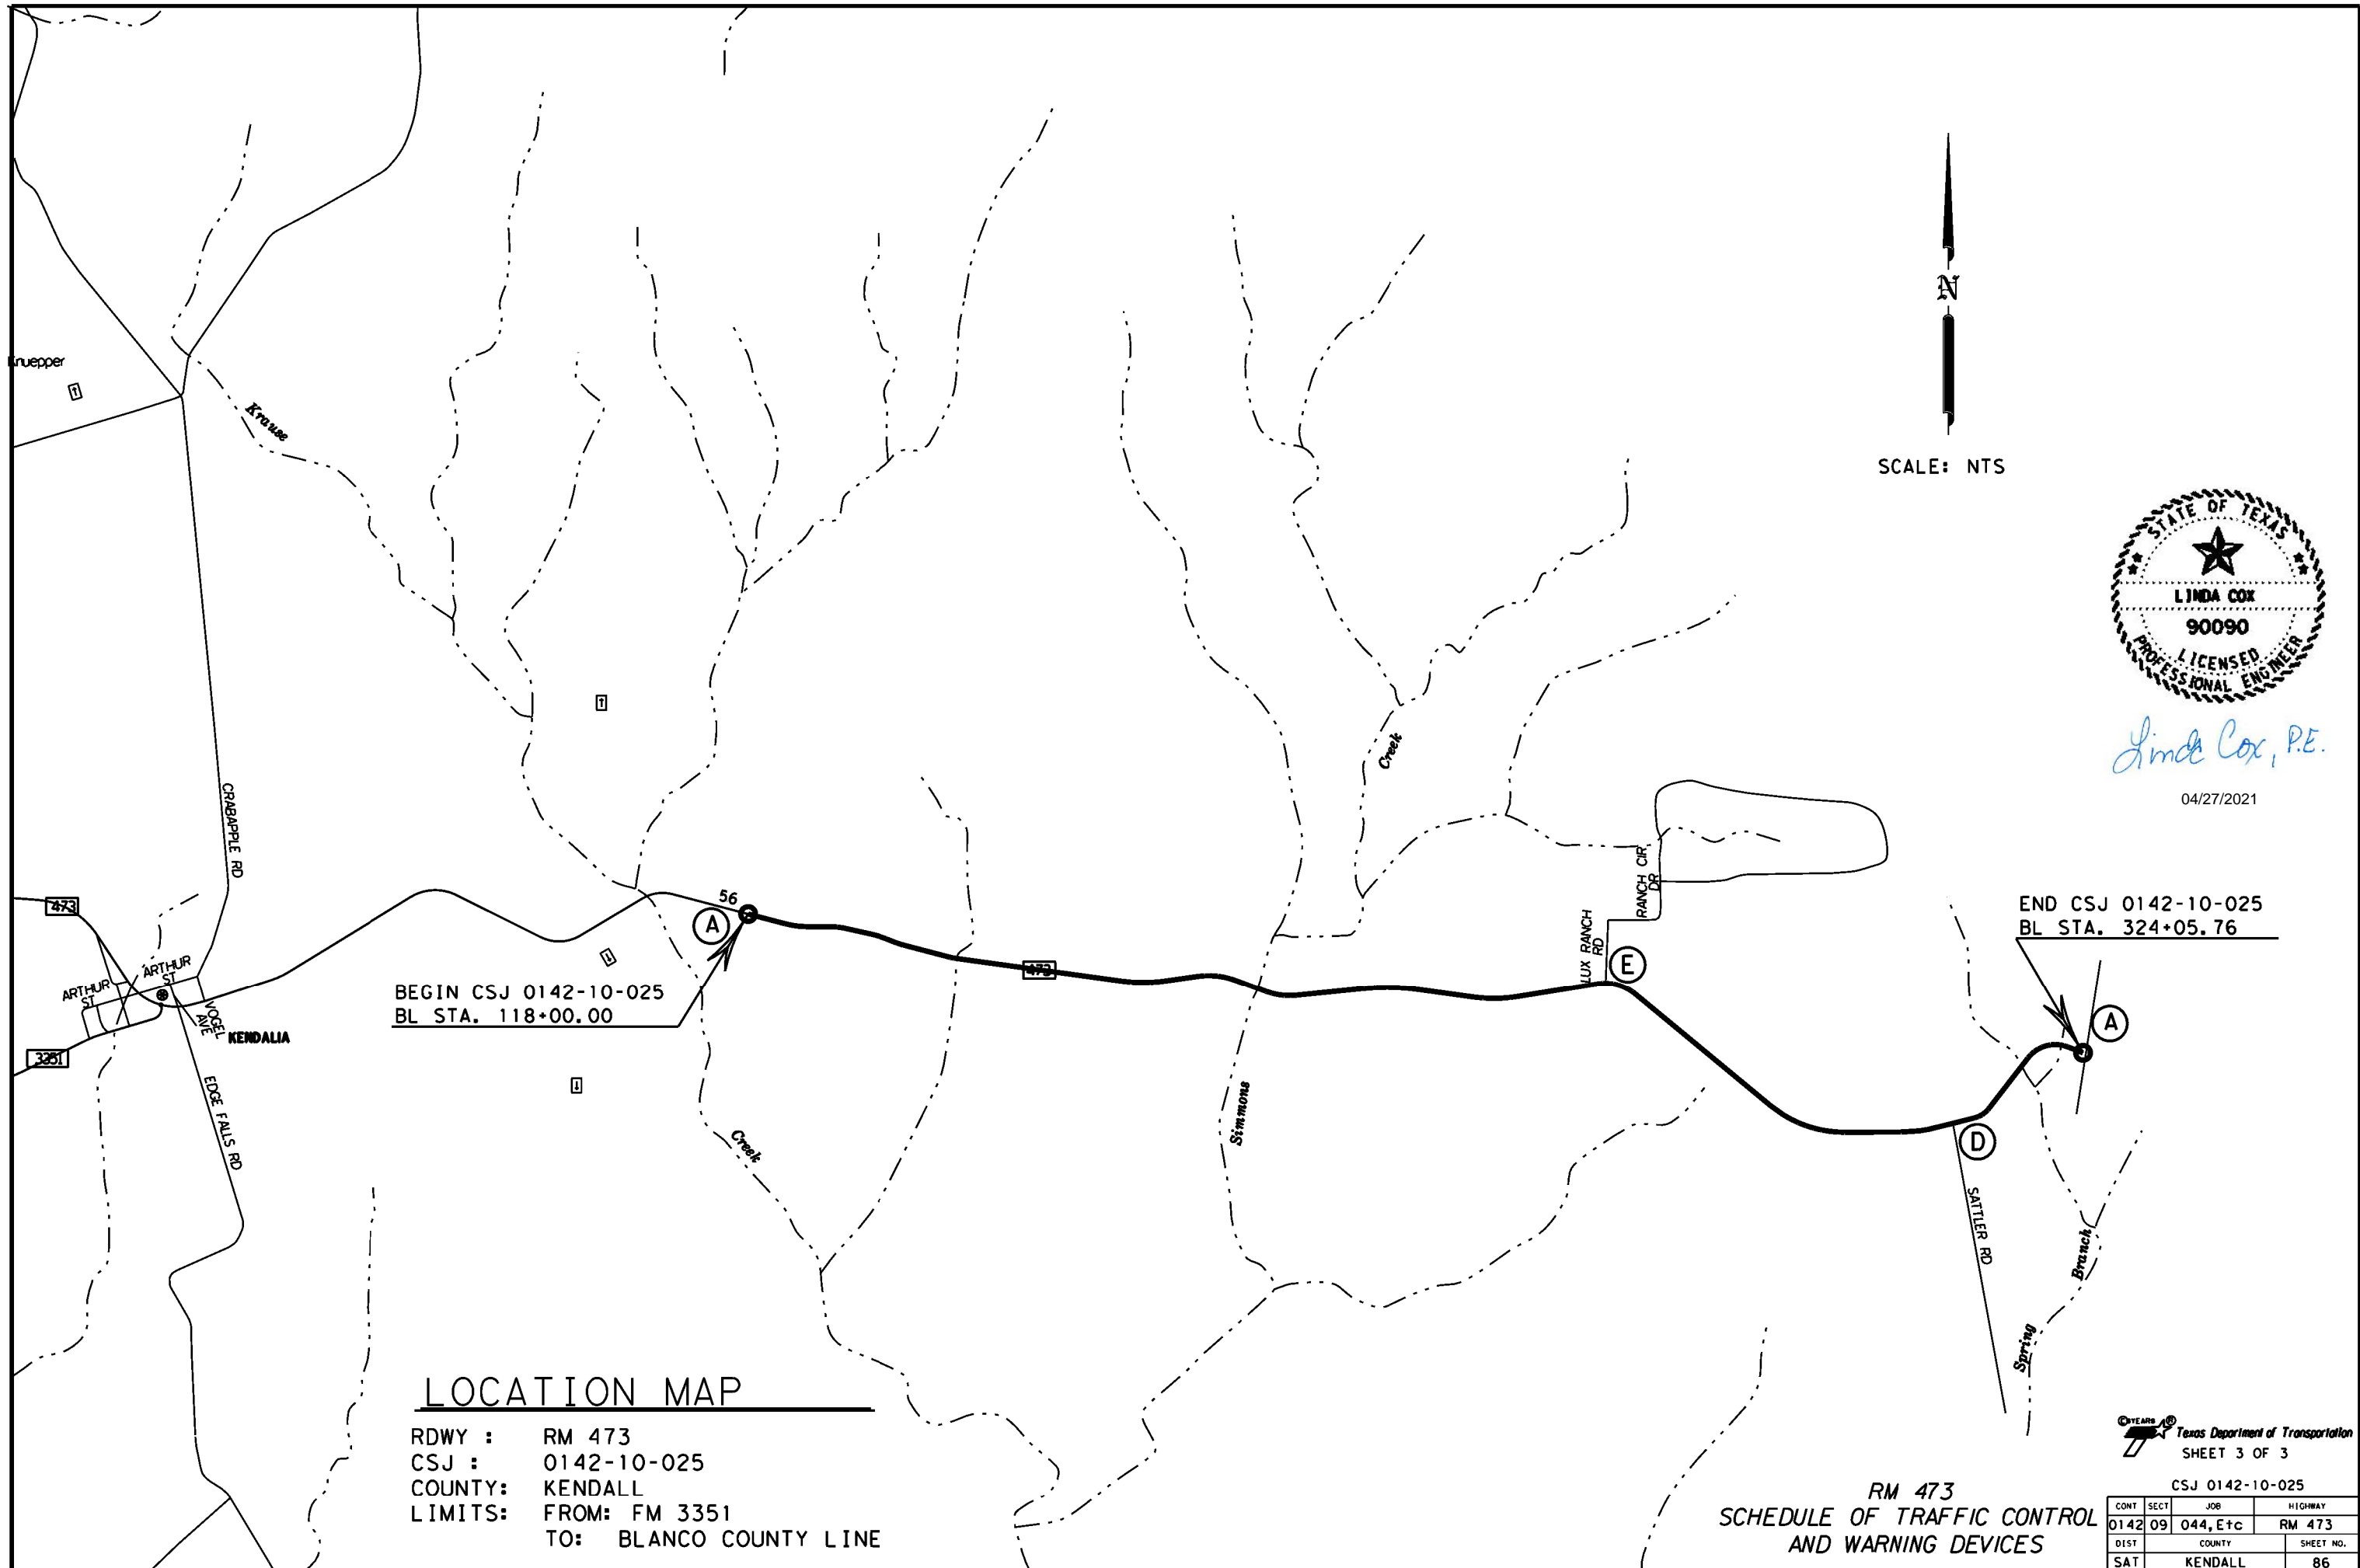 Knuepper
Krause
N
SCALE: NTS
STATE OF TEXAS
LINDA COX
90090
LICENSED
PROFESSIONAL ENGINEER
Linda Cox, P.E.
04/27/2021
Creek
CRABAPPLE RD
RANCH CIR
DR
LUX RANCH
RD
E
473
56
A
ARTHUR
ST
ARTHUR
ST
VOGEL
AVE
KENDALIA
3351
EDGE FALLS RD
BEGIN CSJ 0142-10-025
BL STA. 118+00.00
473
END CSJ 0142-10-025
BL STA. 324+05.76
A
D
Simmons
Creek
SATTLER RD
Branch
Spring
LOCATION MAP
RDWY : RM 473
CSJ : 0142-10-025
COUNTY: KENDALL
LIMITS: FROM: FM 3351
TO: BLANCO COUNTY LINE
RM 473
SCHEDULE OF TRAFFIC CONTROL
AND WARNING DEVICES
Texas Department of Transportation
SHEET 3 OF 3
CSJ 0142-10-025
CONT SECT JOB HIGHWAY
0142 09 044,Etc RM 473
DIST COUNTY SHEET NO.
SAT KENDALL 86